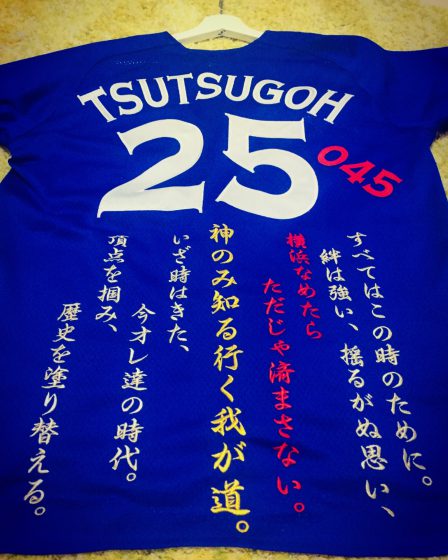 TSUTSUGOH
25
045
すべてはこの時のために。
絆は強い、揺るがぬ思い、
横浜なめたら
ただじゃ済まさない。
神のみ知る行く我が道。
いざ時はきた、
今オレ達の時代。
頂点を掴み、
歴史を塗り替える。